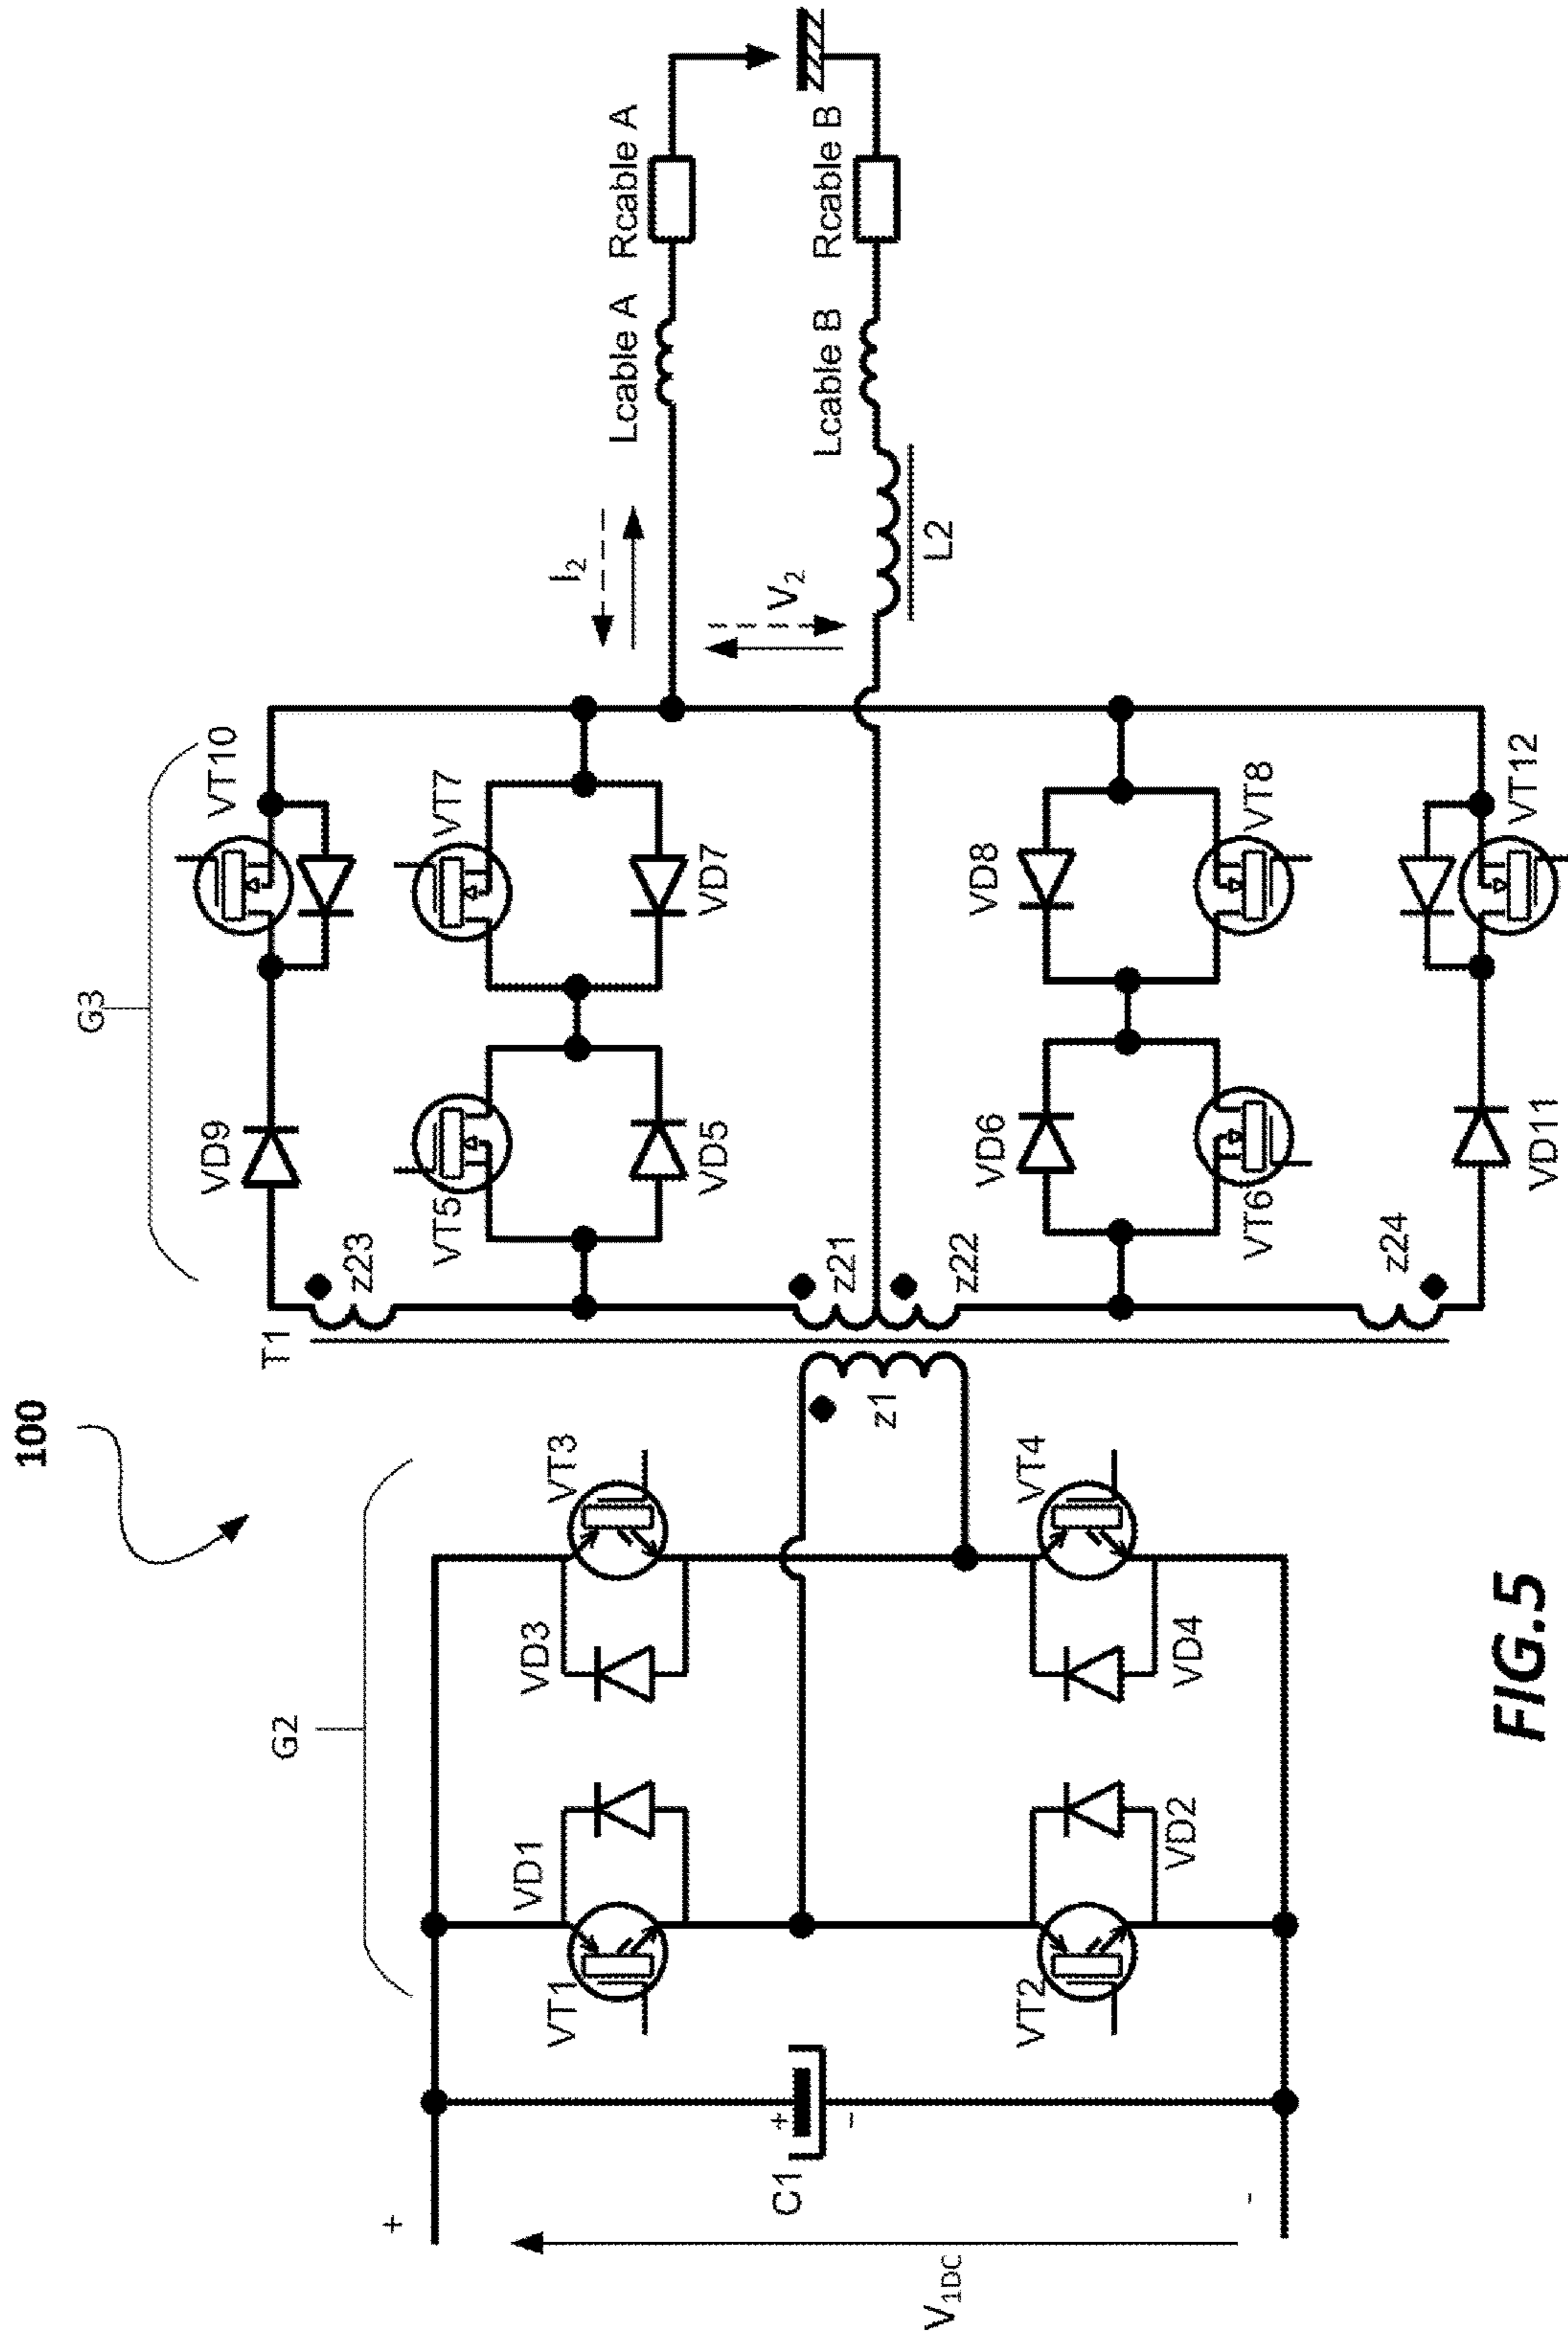 100
G2
G3
T1
+
-
V1DC
C1
+
-
VT1
VD1
VD3
VT3
VT2
VD2
VD4
VT4
z1
z23
z21
z22
z24
VD9
VT10
VT5
VT7
VD5
VD7
VD6
VD8
VT6
VT8
VD11
VT12
I2
V2
L2
Lcable A
Rcable A
Lcable B
Rcable B
FIG.5